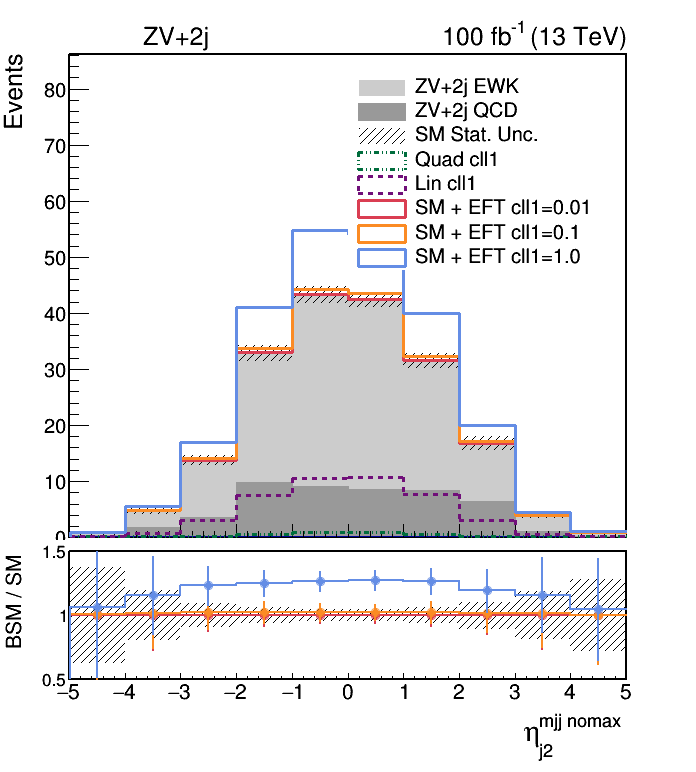 ZV+2j 100 fb-1 (13 TeV)
Events
80
70
60
50
40
30
20
10
0
ZV+2j EWK
ZV+2j QCD
SM Stat. Unc.
Quad cll1
Lin cll1
SM + EFT cll1=0.01
SM + EFT cll1=0.1
SM + EFT cll1=1.0
BSM / SM
1.5
1
0.5
−5 −4 −3 −2 −1 0 1 2 3 4 5
η j2 mjj nomax